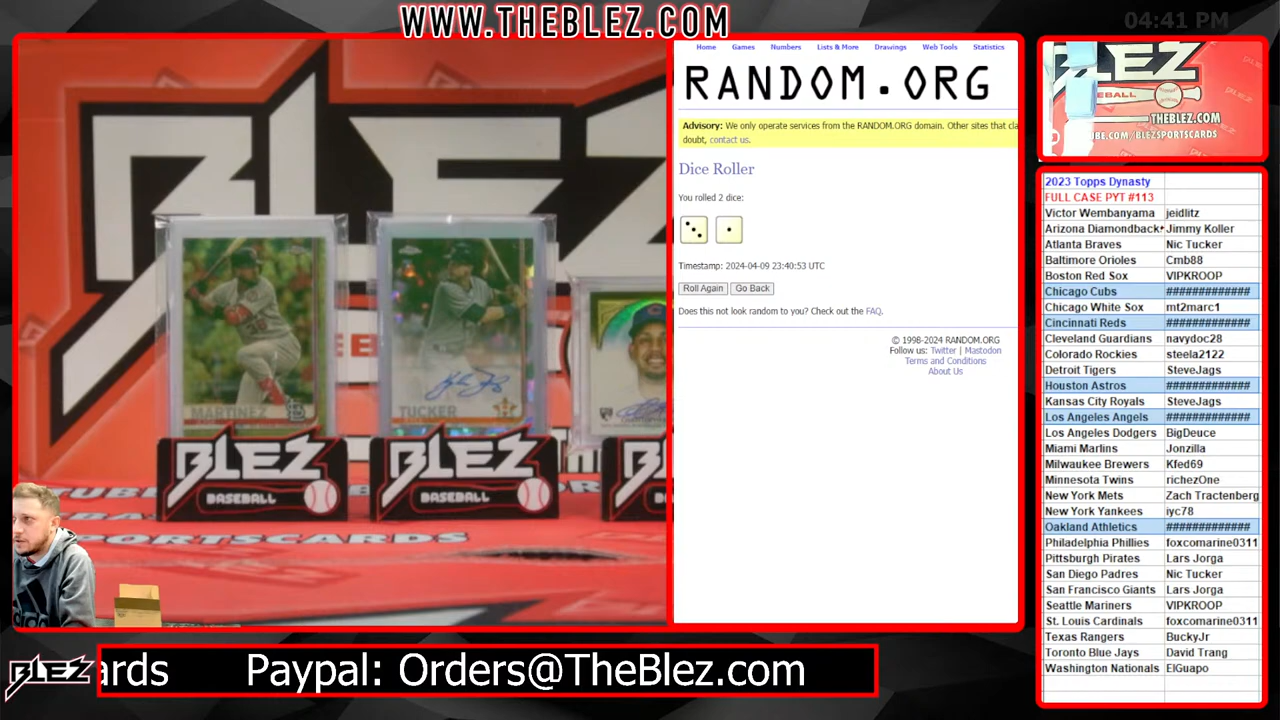 WWW.THEBLEZ.COM
04:41 PM
BLEZ
MARTINEZ
TUCKER
BLEZ
BASEBALL
BLEZ
BASEBALL
Home Games Numbers Lists & More Drawings Web Tools Statistics
RANDOM.ORG
Advisory: We only operate services from the RANDOM.ORG domain. Other sites that cla
doubt, contact us.
Dice Roller
You rolled 2 dice:
Timestamp: 2024-04-09 23:40:53 UTC
Roll Again Go Back
Does this not look random to you? Check out the FAQ.
© 1998-2024 RANDOM.ORG
Follow us: Twitter | Mastodon
Terms and Conditions
About Us
BLEZ
BASEBALL
THEBLEZ.COM
UBE.COM/BLEZSPORTSCARDS
2023 Topps Dynasty
FULL CASE PYT #113
Victor Wembanyama jeidlitz
Arizona Diamondback Jimmy Koller
Atlanta Braves Nic Tucker
Baltimore Orioles Cmb88
Boston Red Sox VIPKROOP
Chicago Cubs #############
Chicago White Sox mt2marc1
Cincinnati Reds #############
Cleveland Guardians navydoc28
Colorado Rockies steela2122
Detroit Tigers SteveJags
Houston Astros #############
Kansas City Royals SteveJags
Los Angeles Angels #############
Los Angeles Dodgers BigDeuce
Miami Marlins Jonzilla
Milwaukee Brewers Kfed69
Minnesota Twins richezOne
New York Mets Zach Tractenberg
New York Yankees iyc78
Oakland Athletics #############
Philadelphia Phillies foxcomarine0311
Pittsburgh Pirates Lars Jorga
San Diego Padres Nic Tucker
San Francisco Giants Lars Jorga
Seattle Mariners VIPKROOP
St. Louis Cardinals foxcomarine0311
Texas Rangers BuckyJr
Toronto Blue Jays David Trang
Washington Nationals ElGuapo
BLEZ
ards Paypal: Orders@TheBlez.com